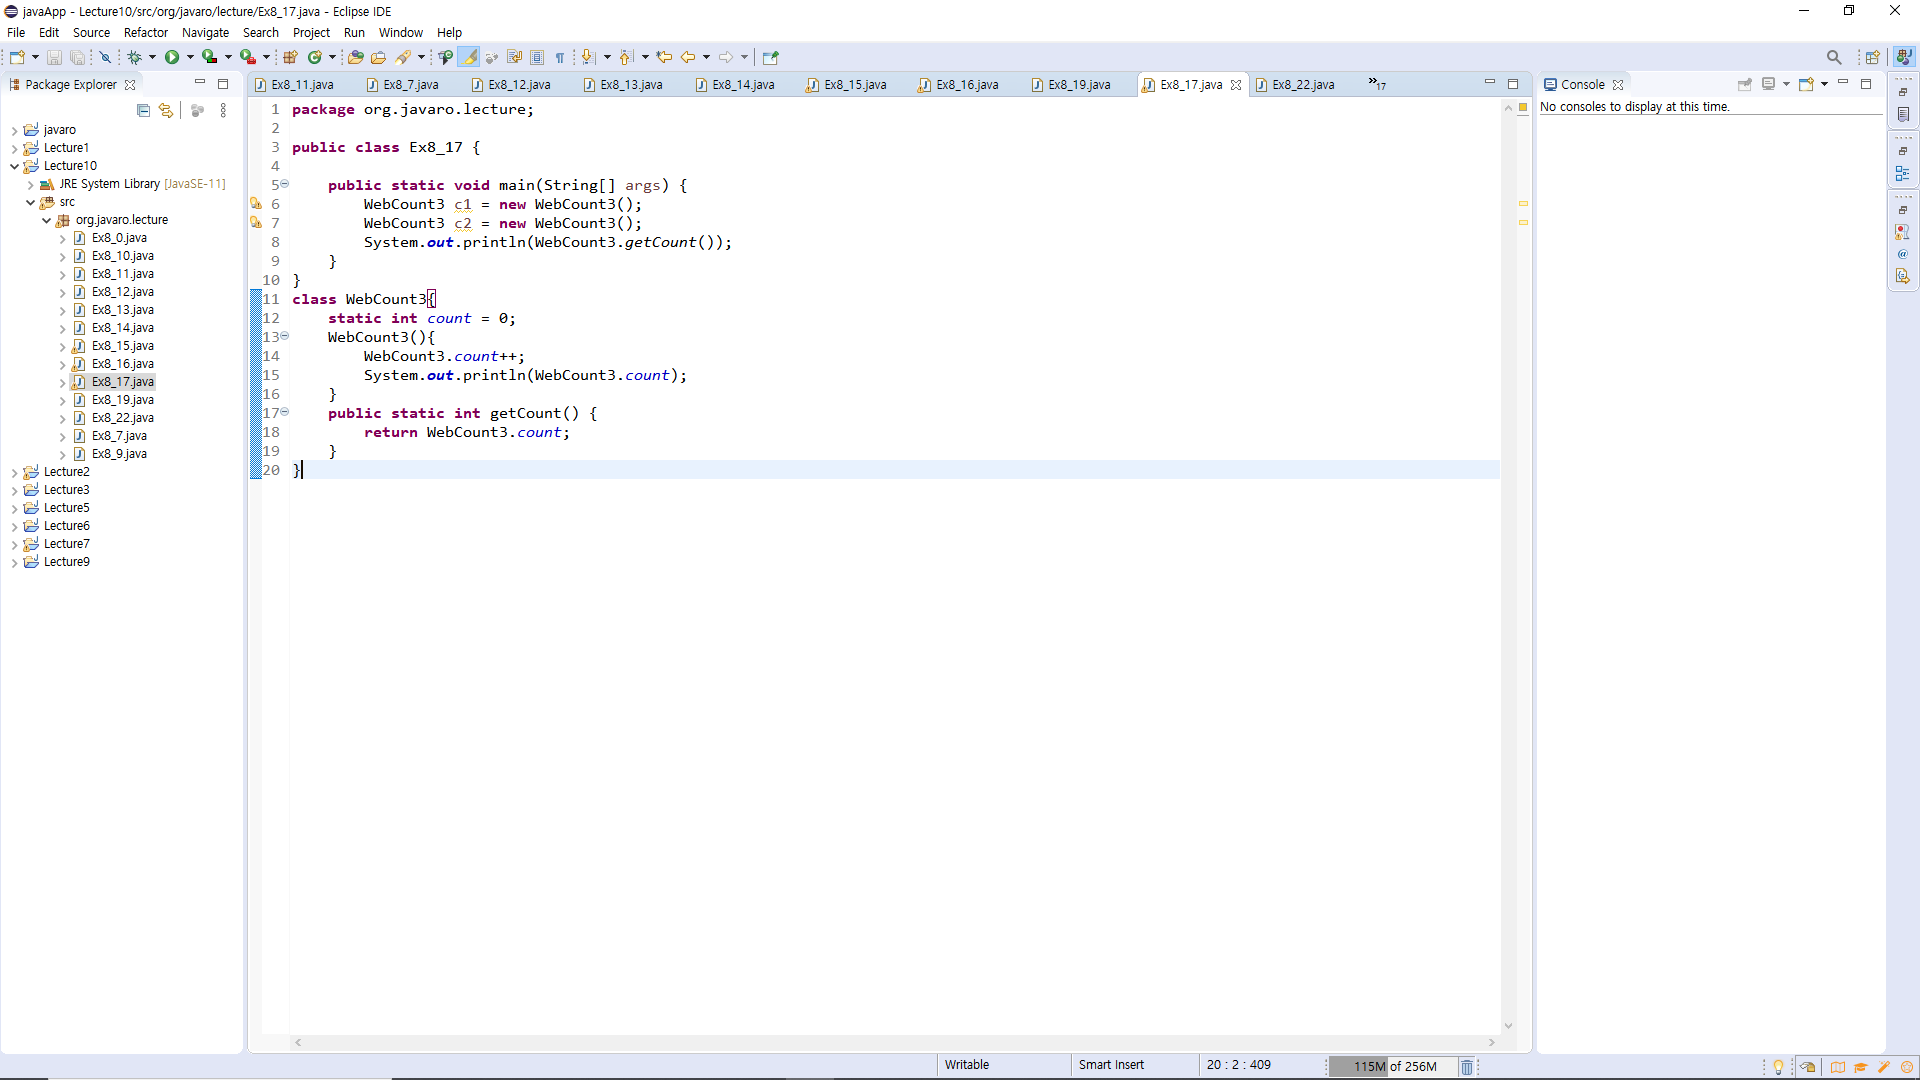 javaApp - Lecture10/src/org/javaro/lecture/Ex8_17.java - Eclipse IDE
File Edit Source Refactor Navigate Search Project Run Window Help
Package Explorer
Ex8_11.java Ex8_7.java Ex8_12.java Ex8_13.java Ex8_14.java Ex8_15.java Ex8_16.java Ex8_19.java Ex8_17.java Ex8_22.java »17
Console
No consoles to display at this time.
javaro
Lecture1
Lecture10
JRE System Library [JavaSE-11]
src
org.javaro.lecture
Ex8_0.java
Ex8_10.java
Ex8_11.java
Ex8_12.java
Ex8_13.java
Ex8_14.java
Ex8_15.java
Ex8_16.java
Ex8_17.java
Ex8_19.java
Ex8_22.java
Ex8_7.java
Ex8_9.java
Lecture2
Lecture3
Lecture5
Lecture6
Lecture7
Lecture9
1 package org.javaro.lecture;
2
3 public class Ex8_17 {
4
5 public static void main(String[] args) {
6 WebCount3 c1 = new WebCount3();
7 WebCount3 c2 = new WebCount3();
8 System.out.println(WebCount3.getCount());
9 }
10 }
11 class WebCount3{
12 static int count = 0;
13 WebCount3(){
14 WebCount3.count++;
15 System.out.println(WebCount3.count);
16 }
17 public static int getCount() {
18 return WebCount3.count;
19 }
20 }
Writable Smart Insert 20 : 2 : 409 115M of 256M